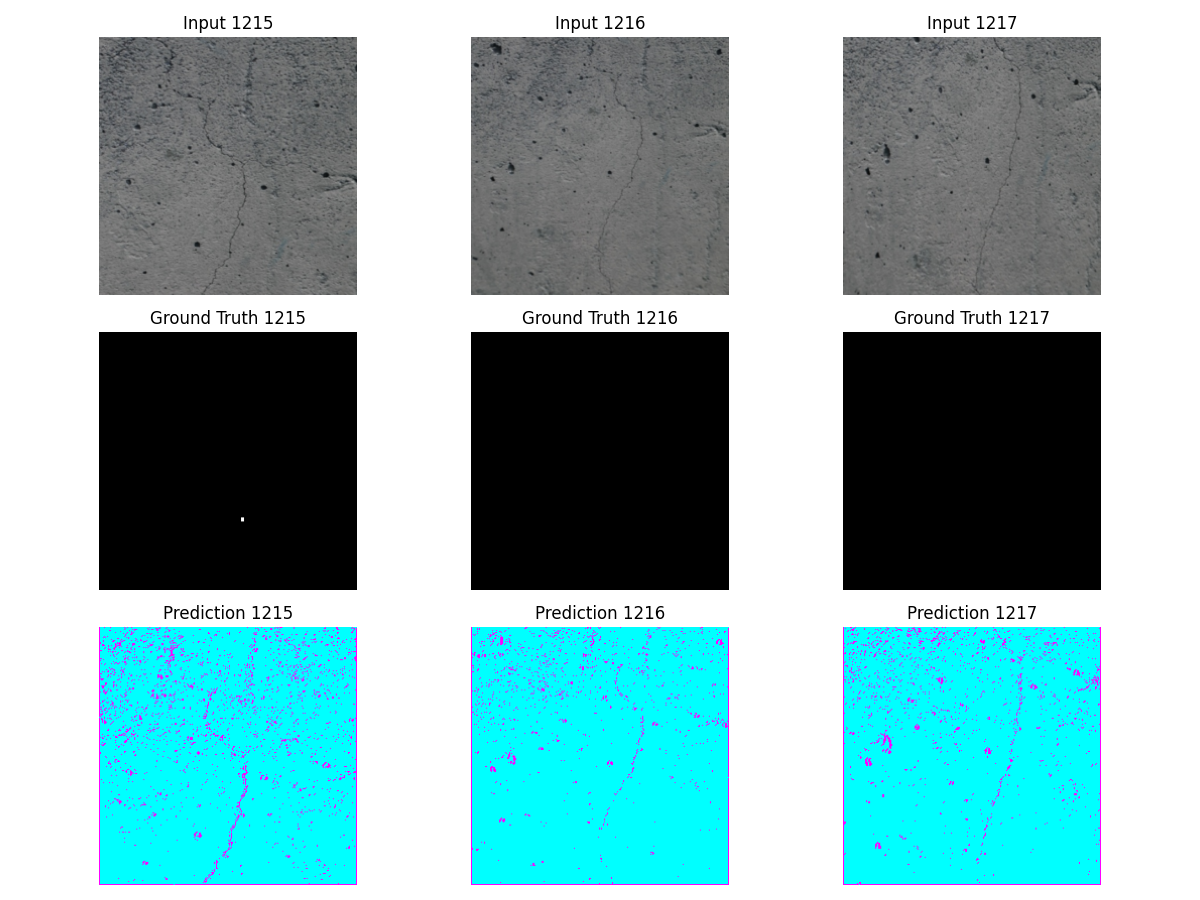 Input 1215
Input 1216
Input 1217
Ground Truth 1215
Ground Truth 1216
Ground Truth 1217
Prediction 1215
Prediction 1216
Prediction 1217